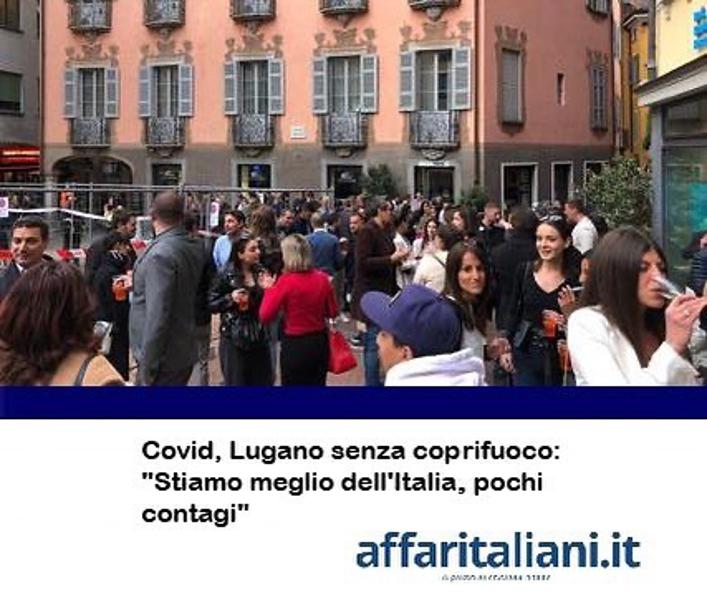 Covid, Lugano senza coprifuoco:
"Stiamo meglio dell'Italia, pochi
contagi"
affaritaliani.it